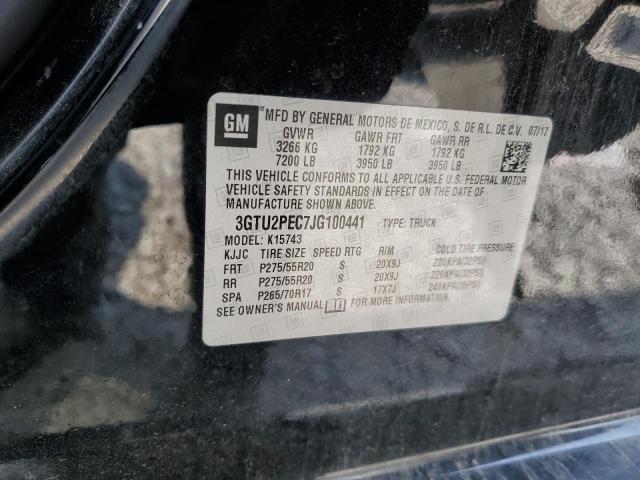 GM
MFD BY GENERAL MOTORS DE MEXICO, S. DE R.L. DE C.V. 07/17
GVWR GAWR FRT GAWR RR
3266 KG 1792 KG 1792 KG
7200 LB 3950 LB 3950 LB
THIS VEHICLE CONFORMS TO ALL APPLICABLE U.S. FEDERAL MOTOR
VEHICLE SAFETY STANDARDS IN EFFECT ON THE DATE OF
MANUFACTURE SHOWN ABOVE.
3GTU2PEC7JG100441 TYPE: TRUCK
MODEL: K15743
KJJC TIRE SIZE SPEED RTG RIM COLD TIRE PRESSURE
FRT P275/55R20 S 20X9J 220KPA(32PSI)
RR P275/55R20 S 20X9J 220KPA(32PSI)
SPA P265/70R17 S 17X7J 240KPA(35PSI)
SEE OWNER'S MANUAL